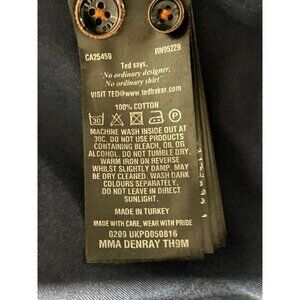 CA25459 RN95229
Ted says,
"No ordinary designer,
No ordinary shirt"
VISIT TED@WWW.tedbaker.com
100% COTTON
30
MACHINE WASH INSIDE OUT AT
30C. DO NOT USE PRODUCTS
CONTAINING BLEACH, OIL OR
ALCOHOL. DO NOT TUMBLE DRY.
WARM IRON ON REVERSE
WHILST SLIGHTLY DAMP. MAY
BE DRY CLEANED. WASH DARK
COLOURS SEPARATELY.
DO NOT LEAVE IN DIRECT
SUNLIGHT.
MADE IN TURKEY
MADE WITH CARE, WEAR WITH PRIDE
0209 UKPO050816
MMA DENRAY TH9M